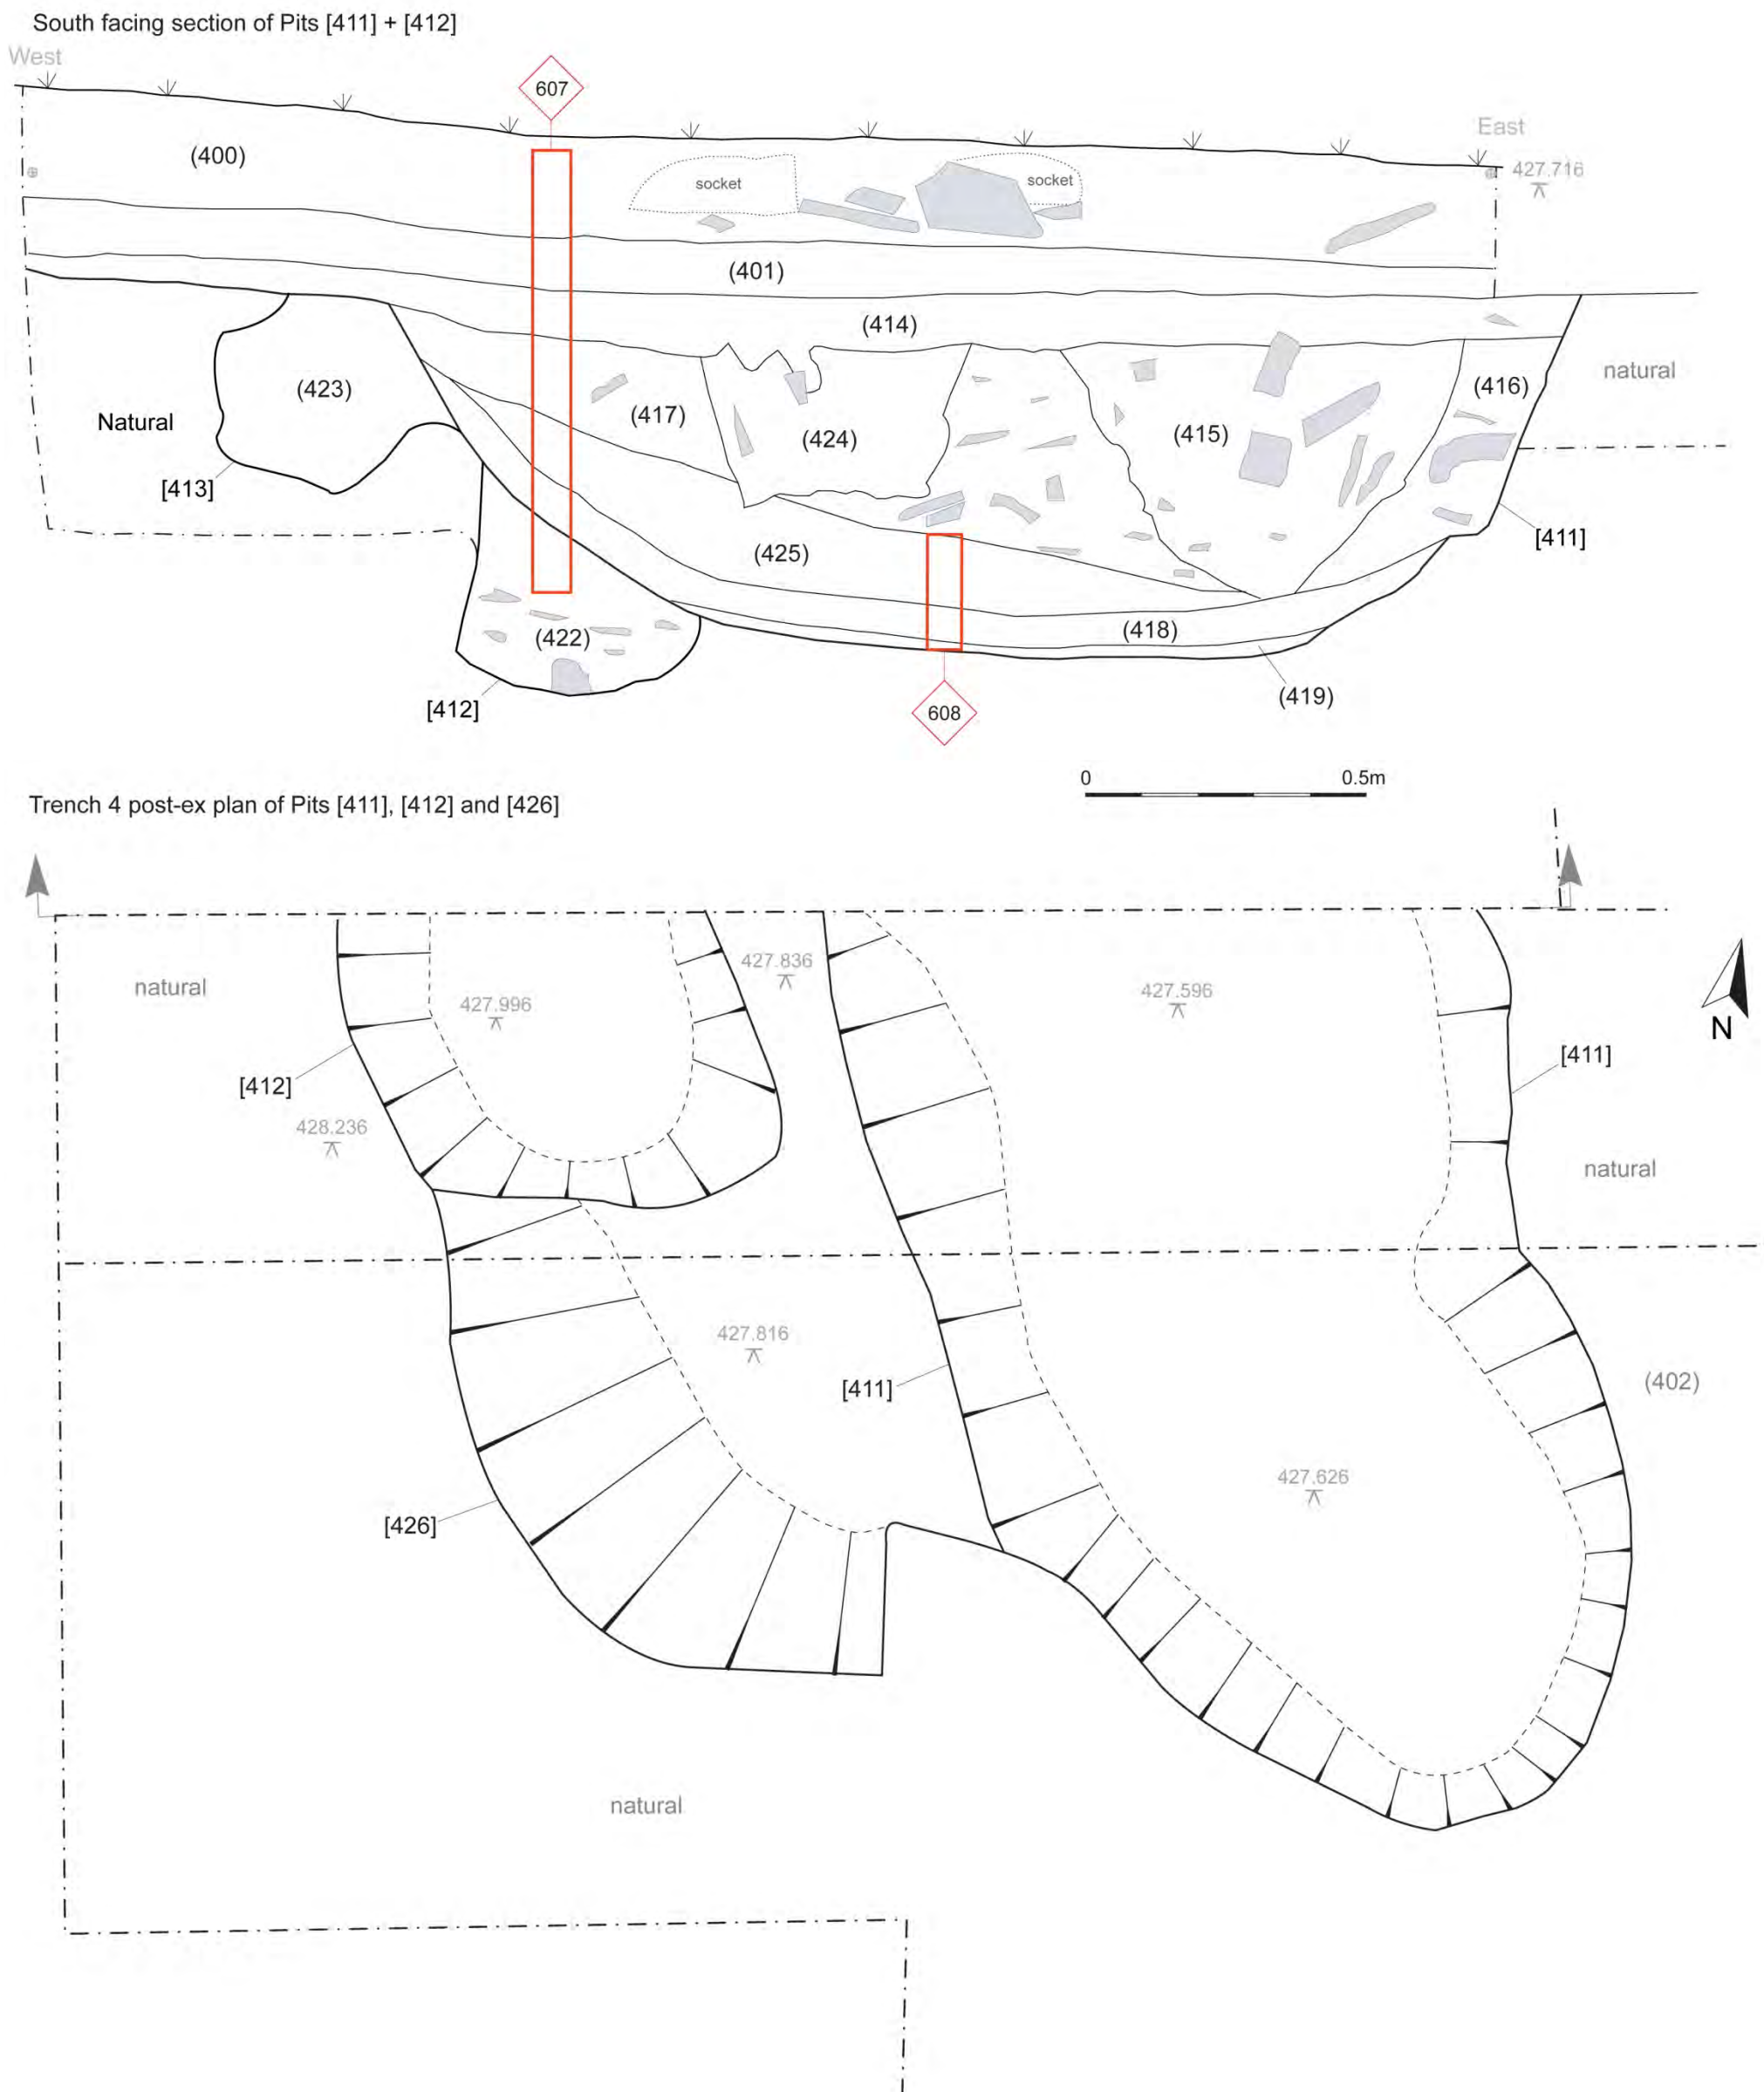 South facing section of Pits [411] + [412]
West
607
East
(400)
socket
socket
427.716
(401)
(414)
natural
(423)
(417)
(416)
Natural
(424)
(415)
[413]
[411]
(425)
(422)
(418)
(419)
[412]
608
0 0.5m
Trench 4 post-ex plan of Pits [411], [412] and [426]
427.836
natural
427.996
427.596
N
[411]
[412]
428.236
natural
427.816
[411]
(402)
427.626
[426]
natural